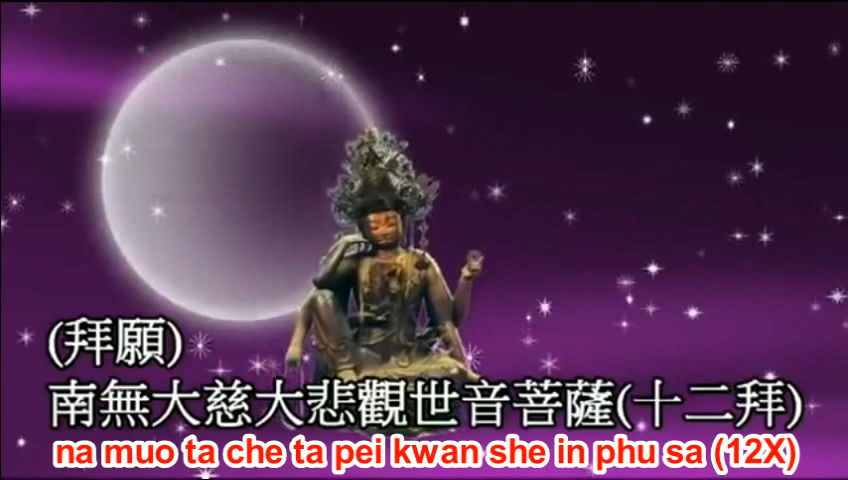 (拜願)
南無大慈大悲觀世音菩薩(十二拜)
na muo ta che ta pei kwan she in phu sa (12X)